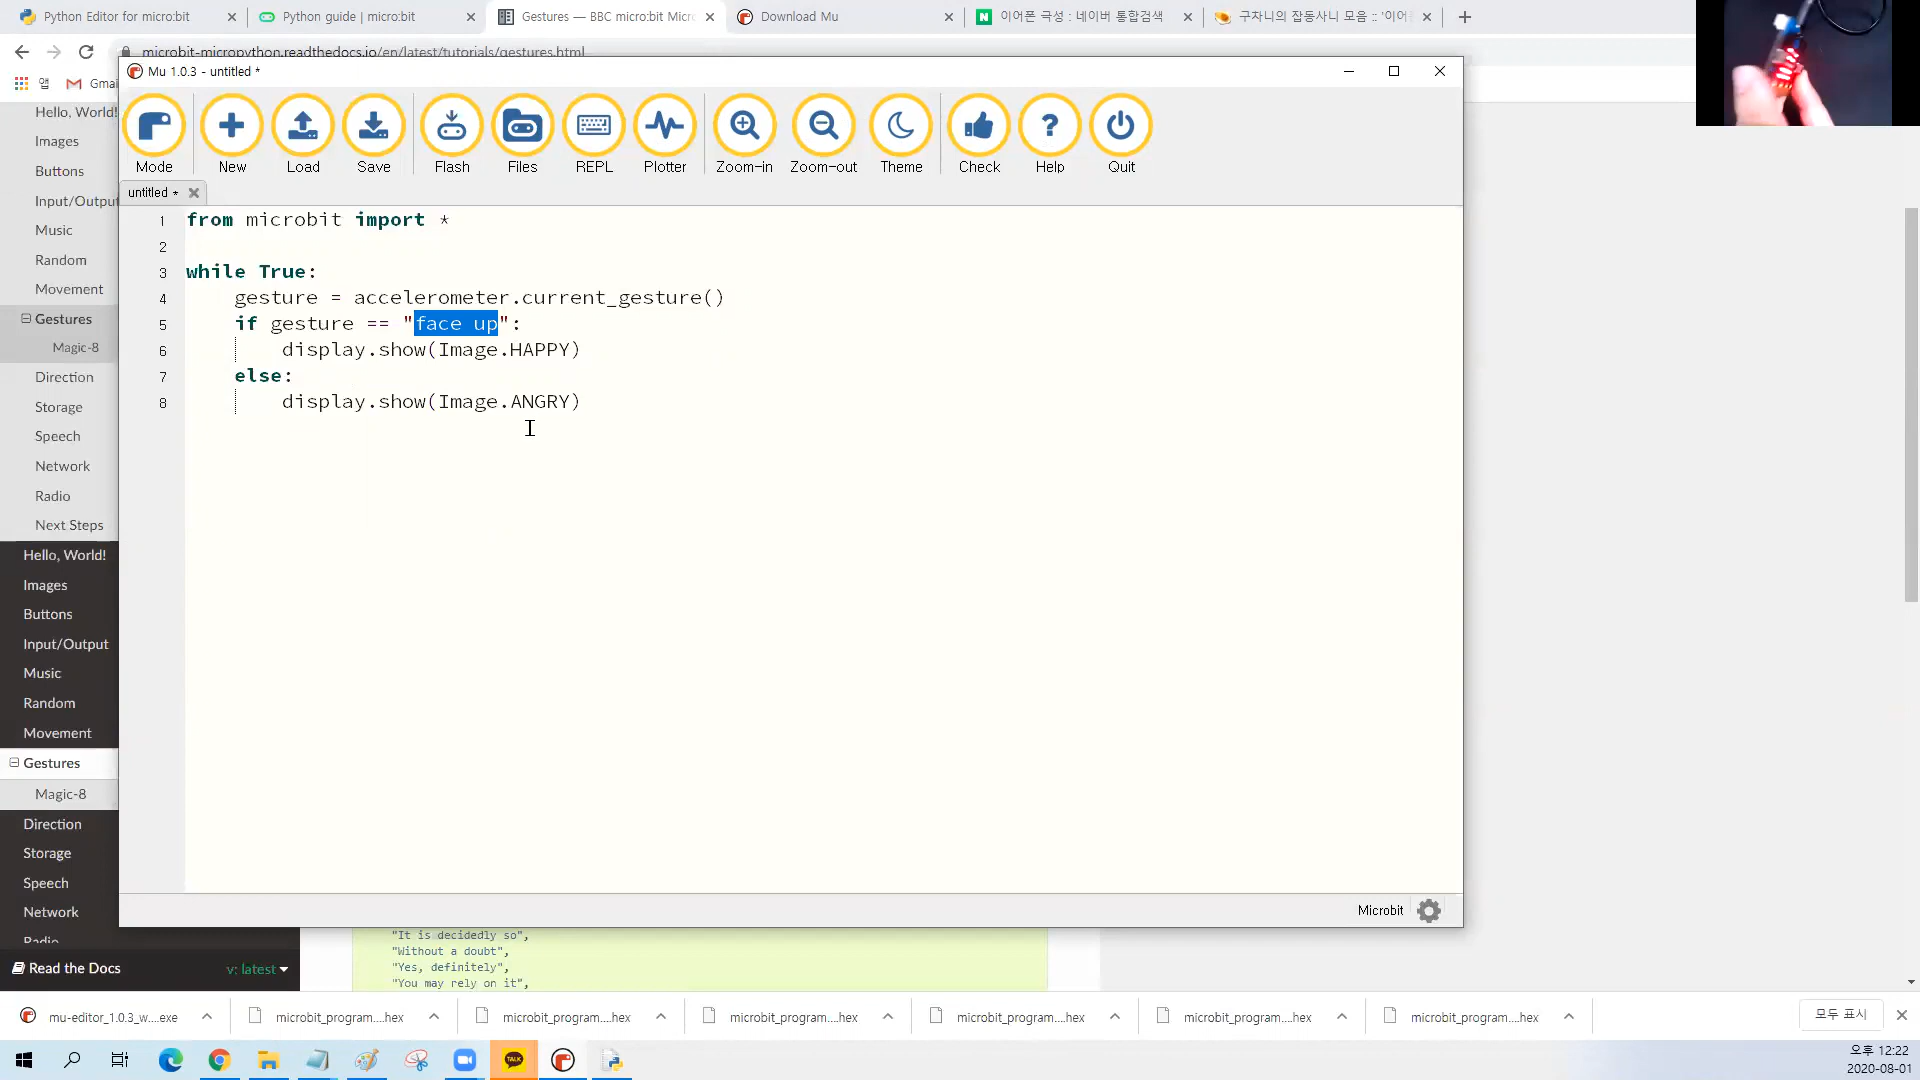 Python Editor for micro:bit
Python guide | micro:bit
Gestures — BBC micro:bit Micr
Download Mu
이어폰 극성 : 네이버 통합검색
구차니의 잡동사니 모음 :: '이어
microbit-micropython.readthedocs.io/en/latest/tutorials/gestures.html
앱
Gmai
Mu 1.0.3 - untitled *
Mode
New
Load
Save
Flash
Files
REPL
Plotter
Zoom-in
Zoom-out
Theme
Check
Help
Quit
untitled *
1 from microbit import *
2
3 while True:
4 gesture = accelerometer.current_gesture()
5 if gesture == "face up":
6 display.show(Image.HAPPY)
7 else:
8 display.show(Image.ANGRY)
Microbit
Hello, World!
Images
Buttons
Input/Outpu
Music
Random
Movement
Gestures
Magic-8
Direction
Storage
Speech
Network
Radio
Next Steps
Hello, World!
Images
Buttons
Input/Output
Music
Random
Movement
Gestures
Magic-8
Direction
Storage
Speech
Network
Radio
Read the Docs
v: latest
"It is decidedly so",
"Without a doubt",
"Yes, definitely",
"You may rely on it",
mu-editor_1.0.3_w....exe
microbit_program....hex
microbit_program....hex
microbit_program....hex
microbit_program....hex
microbit_program....hex
microbit_program....hex
모두 표시
TALK
오후 12:22
2020-08-01